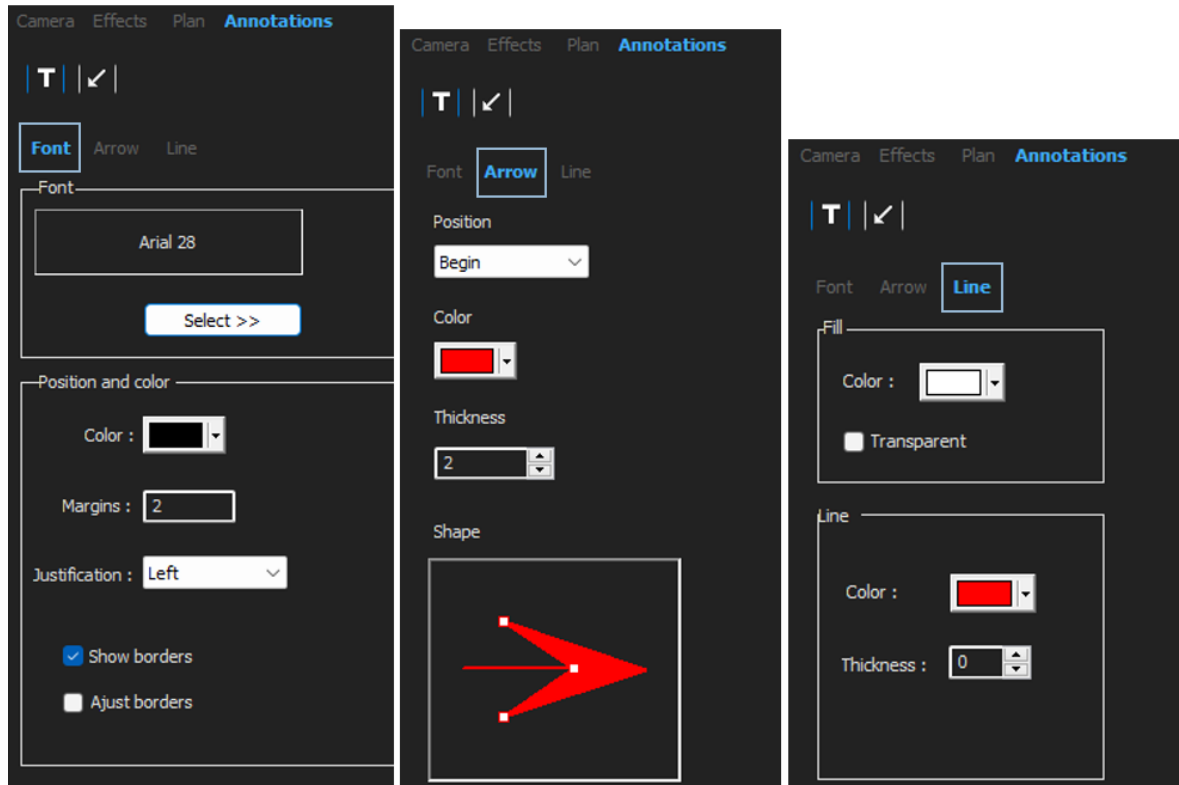 Camera Effects Plan Annotations
T
Font Arrow Line
Font
Arial 28
Select >>
Position and color
Color :
Margins : 2
Justification : Left
Show borders
Ajust borders
Camera Effects Plan Annotations
T
Font Arrow Line
Position
Begin
Color
Thickness
2
Shape
Camera Effects Plan Annotations
T
Font Arrow Line
Fill
Color :
Transparent
Line
Color :
Thickness : 0